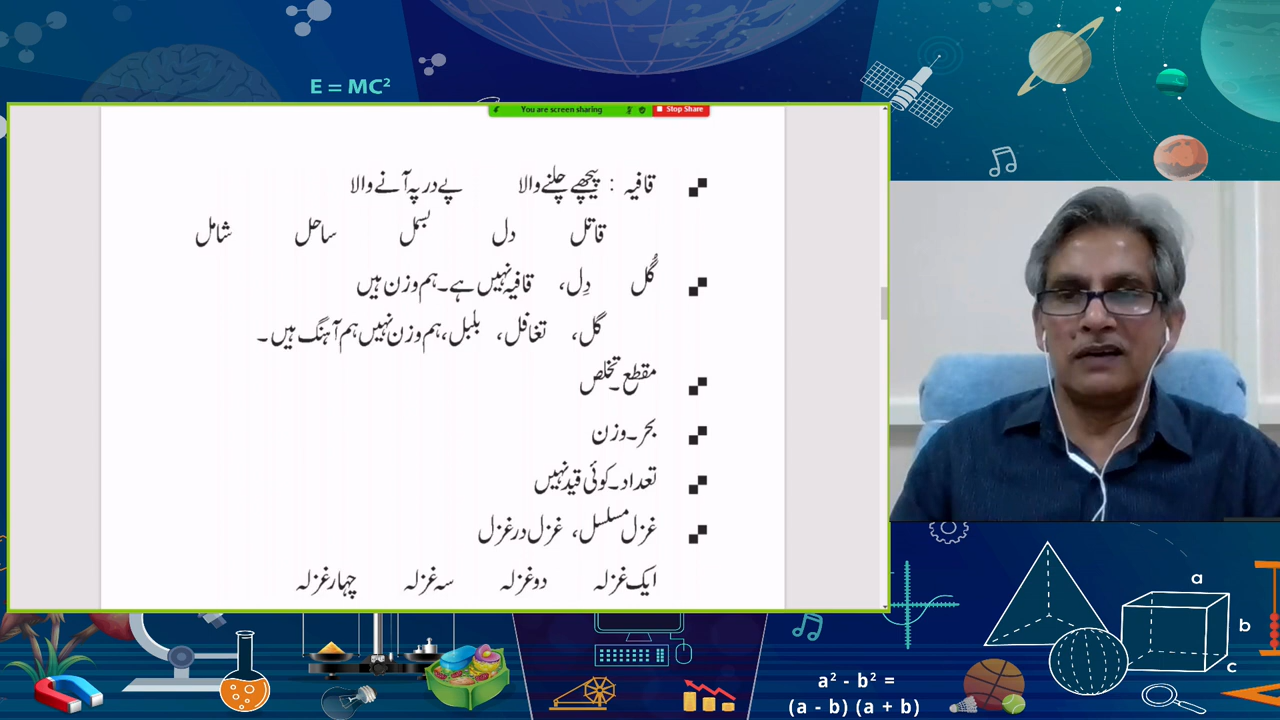 E = MC²
You are screen sharing Stop Share
قافیہ : پیچھے چلنے والا پے در پہ آنے والا
قاتل دل بسمل ساحل شامل
گُل دِل، قافیہ نہیں ہے۔ ہم وزن ہیں
گل، تغافل، بلبل، ہم وزن نہیں ہم آہنگ ہیں۔
مقطع۔ تخلص
بحر۔ وزن
تعداد۔ کوئی قید نہیں
غزل مسلسل، غزل در غزل
ایک غزلہ دو غزلہ سہ غزلہ چہار غزلہ
a
b
c
a² - b² =
(a - b) (a + b)